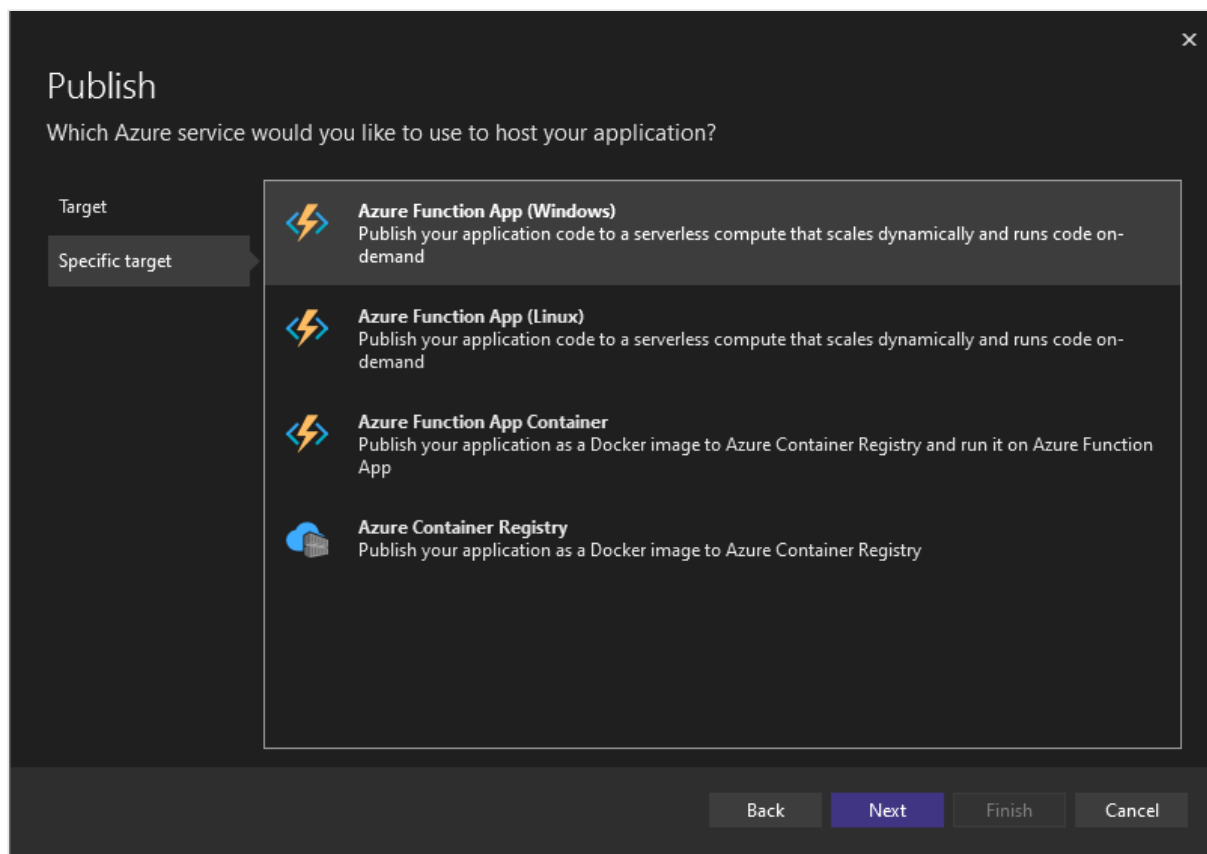 Publish
Which Azure service would you like to use to host your application?
Target
Specific target
Azure Function App (Windows)
Publish your application code to a serverless compute that scales dynamically and runs code on-
demand
Azure Function App (Linux)
Publish your application code to a serverless compute that scales dynamically and runs code on-
demand
Azure Function App Container
Publish your application as a Docker image to Azure Container Registry and run it on Azure Function
App
Azure Container Registry
Publish your application as a Docker image to Azure Container Registry
Back
Next
Finish
Cancel